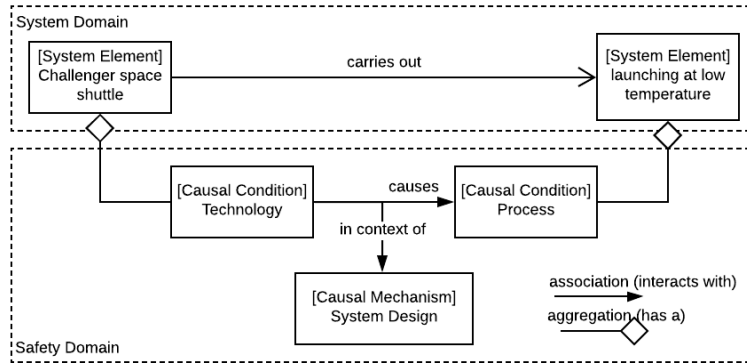 System Domain
[System Element]
Challenger space
shuttle
carries out
[System Element]
launching at low
temperature
[Causal Condition]
Technology
causes
in context of
[Causal Condition]
Process
[Causal Mechanism]
System Design
association (interacts with)
aggregation (has a)
Safety Domain